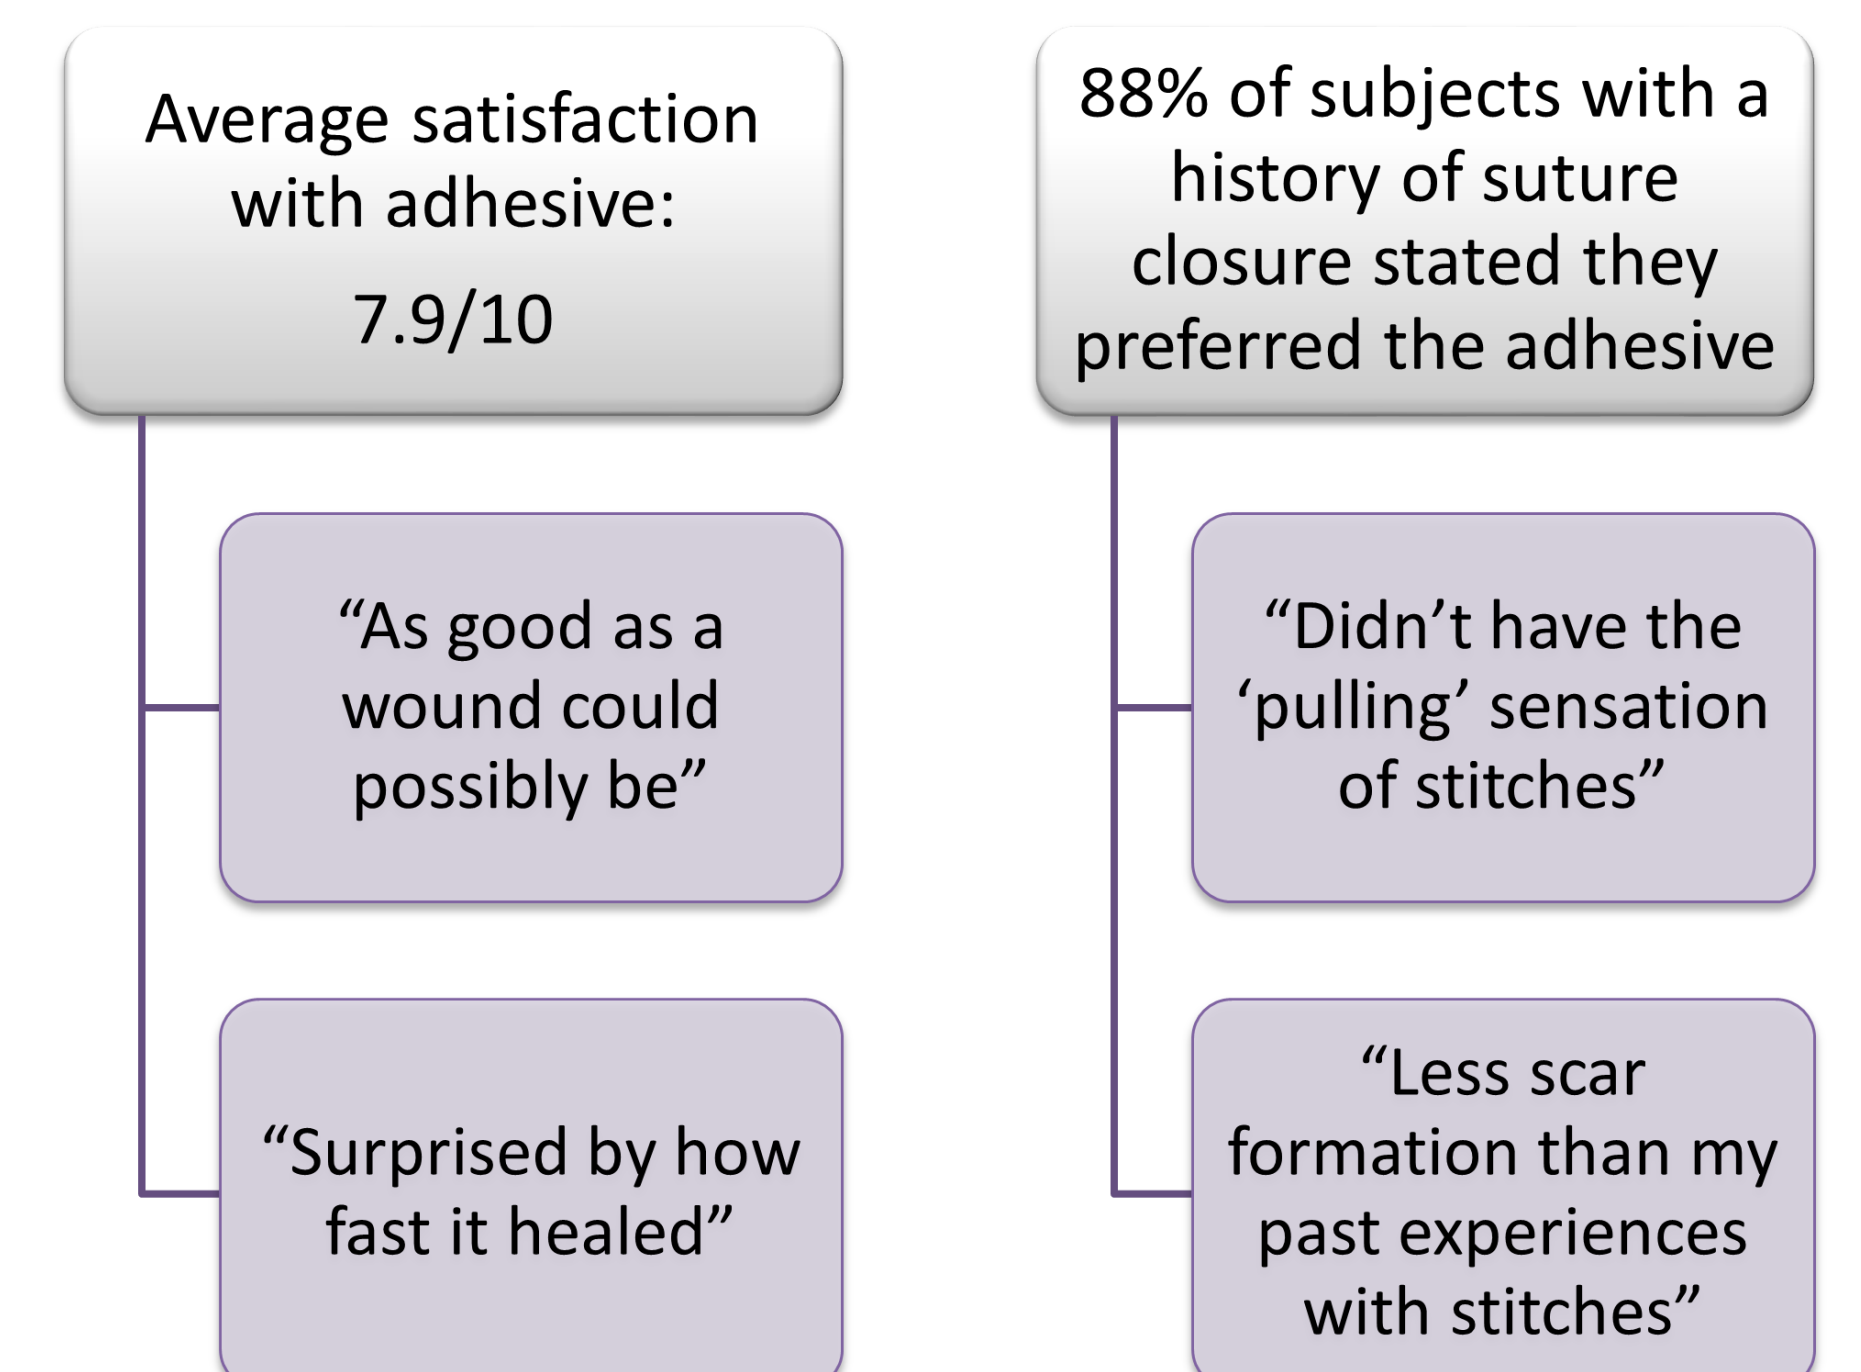 Average satisfaction
with adhesive:
7.9/10
“As good as a
wound could
possibly be”
“Surprised by how
fast it healed”
88% of subjects with a
history of suture
closure stated they
preferred the adhesive
“Didn’t have the
‘pulling’ sensation
of stitches”
“Less scar
formation than my
past experiences
with stitches”